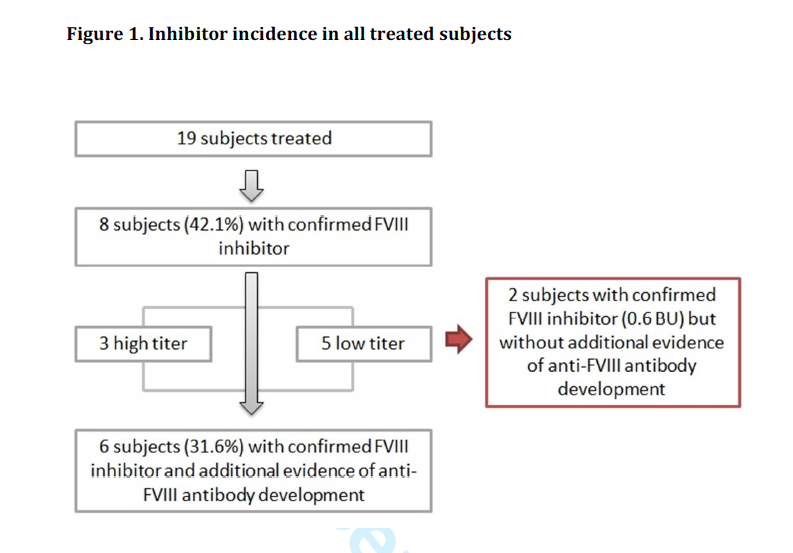 Figure 1. Inhibitor incidence in all treated subjects
19 subjects treated
8 subjects (42.1%) with confirmed FVIII
inhibitor
3 high titer
5 low titer
2 subjects with confirmed
FVIII inhibitor (0.6 BU) but
without additional evidence
of anti-FVIII antibody
development
6 subjects (31.6%) with confirmed FVIII
inhibitor and additional evidence of anti-
FVIII antibody development